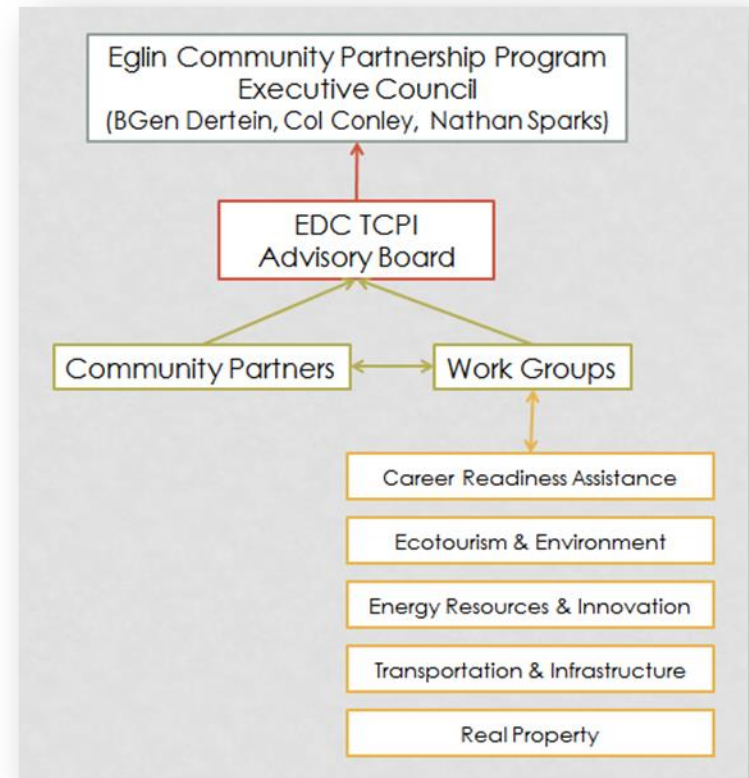 Eglin Community Partnership Program
Executive Council
(BGen Dertein, Col Conley, Nathan Sparks)
EDC TCPI
Advisory Board
Community Partners
Work Groups
Career Readiness Assistance
Ecotourism & Environment
Energy Resources & Innovation
Transportation & Infrastructure
Real Property